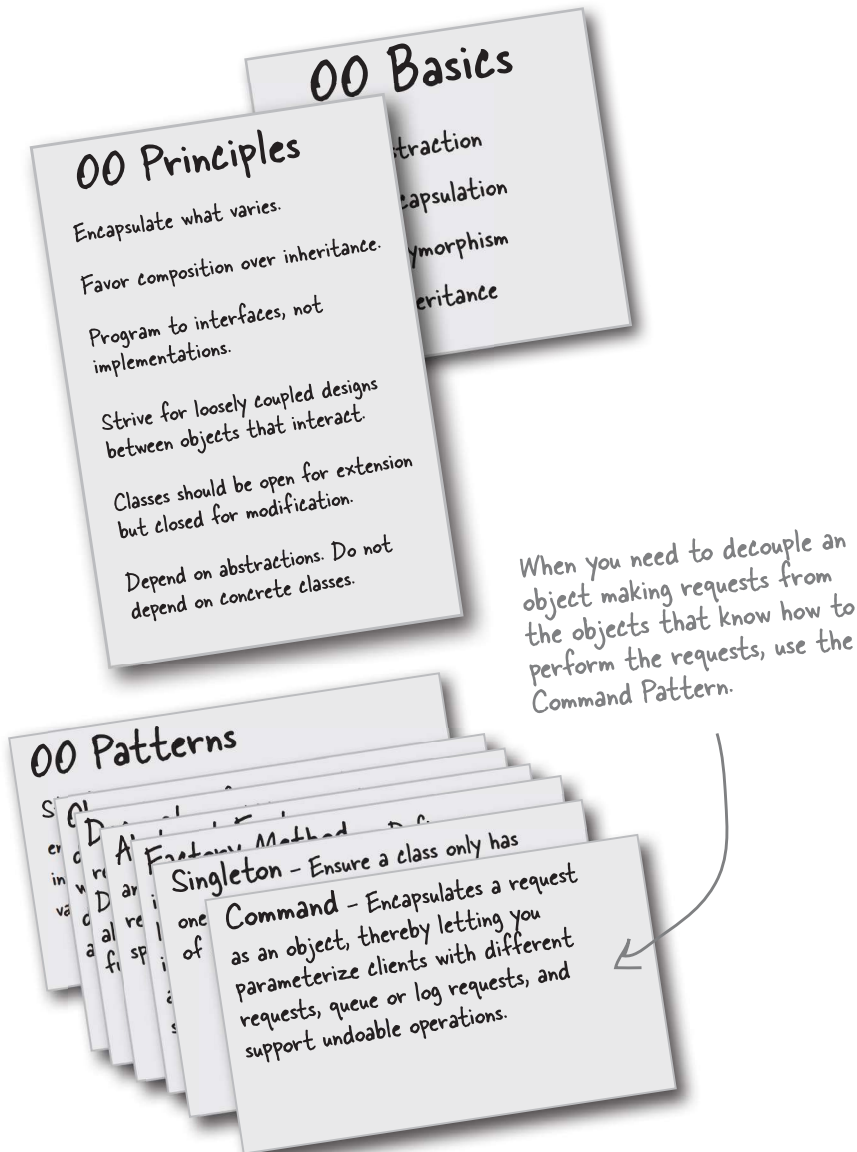 OO Basics
straction
capsulation
ymorphism
eritance
OO Principles
Encapsulate what varies.
Favor composition over inheritance.
Program to interfaces, not
implementations.
Strive for loosely coupled designs
between objects that interact.
Classes should be open for extension
but closed for modification.
Depend on abstractions. Do not
depend on concrete classes.
When you need to decouple an
object making requests from
the objects that know how to
perform the requests, use the
Command Pattern.
OO Patterns
Factory Method
Singleton – Ensure a class only has
one
of
Command – Encapsulates a request
as an object, thereby letting you
parameterize clients with different
requests, queue or log requests, and
support undoable operations.